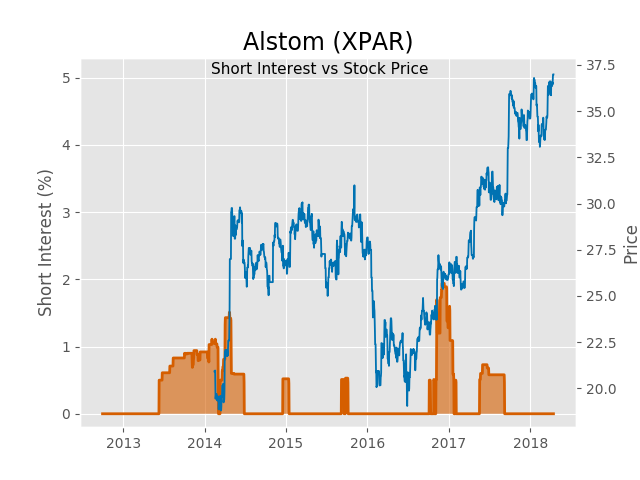 Alstom (XPAR)
Short Interest vs Stock Price
Short Interest (%)
5
4
3
2
1
0
37.5
35.0
32.5
30.0
27.5
25.0
22.5
20.0
Price
2013 2014 2015 2016 2017 2018